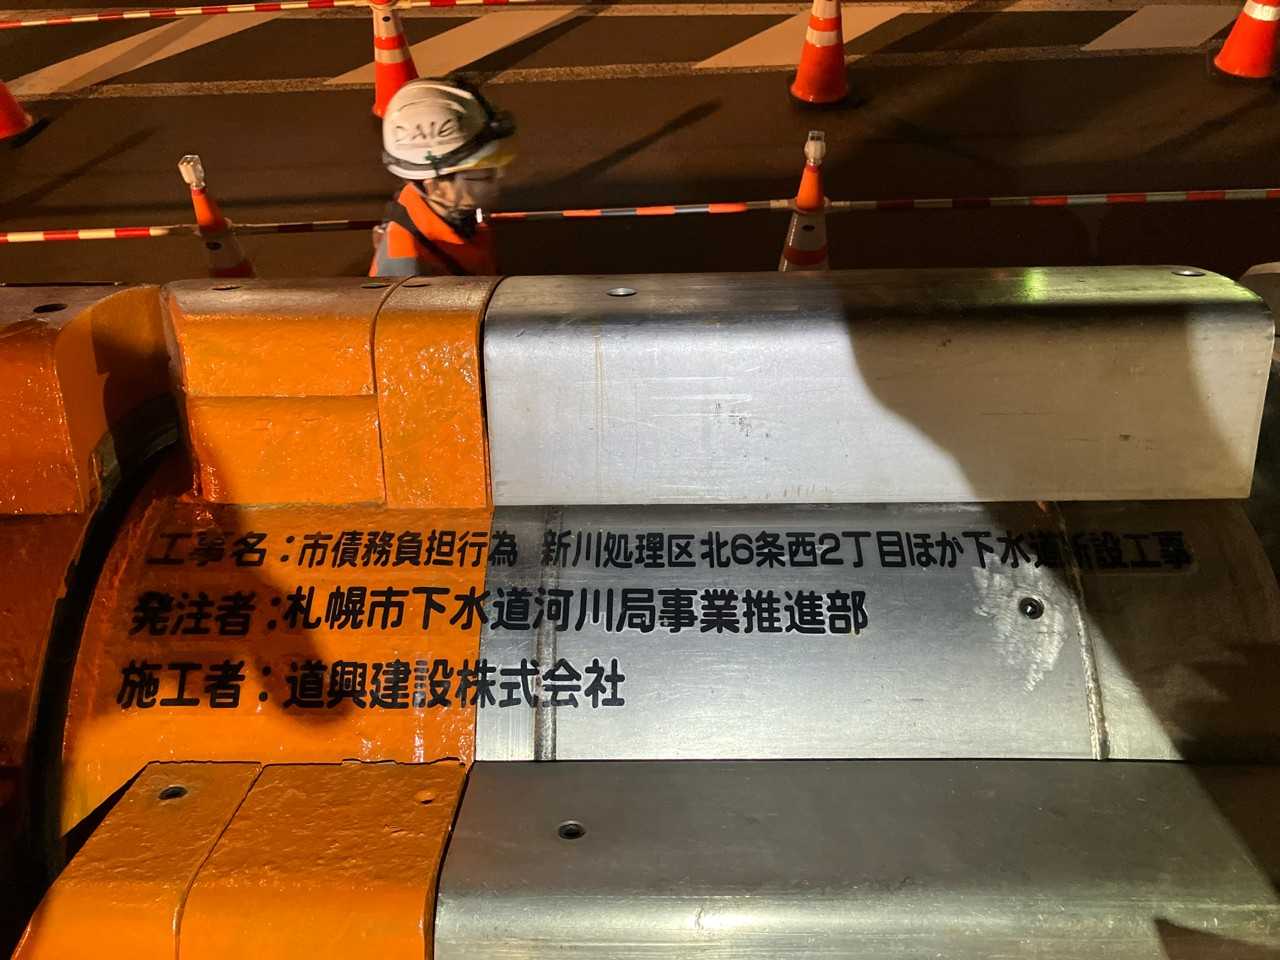 DAIEI
工事名：市債務負担行為 新川処理区北6条西2丁目ほか下水道新設工事
発注者：札幌市下水道河川局事業推進部
施工者：道興建設株式会社